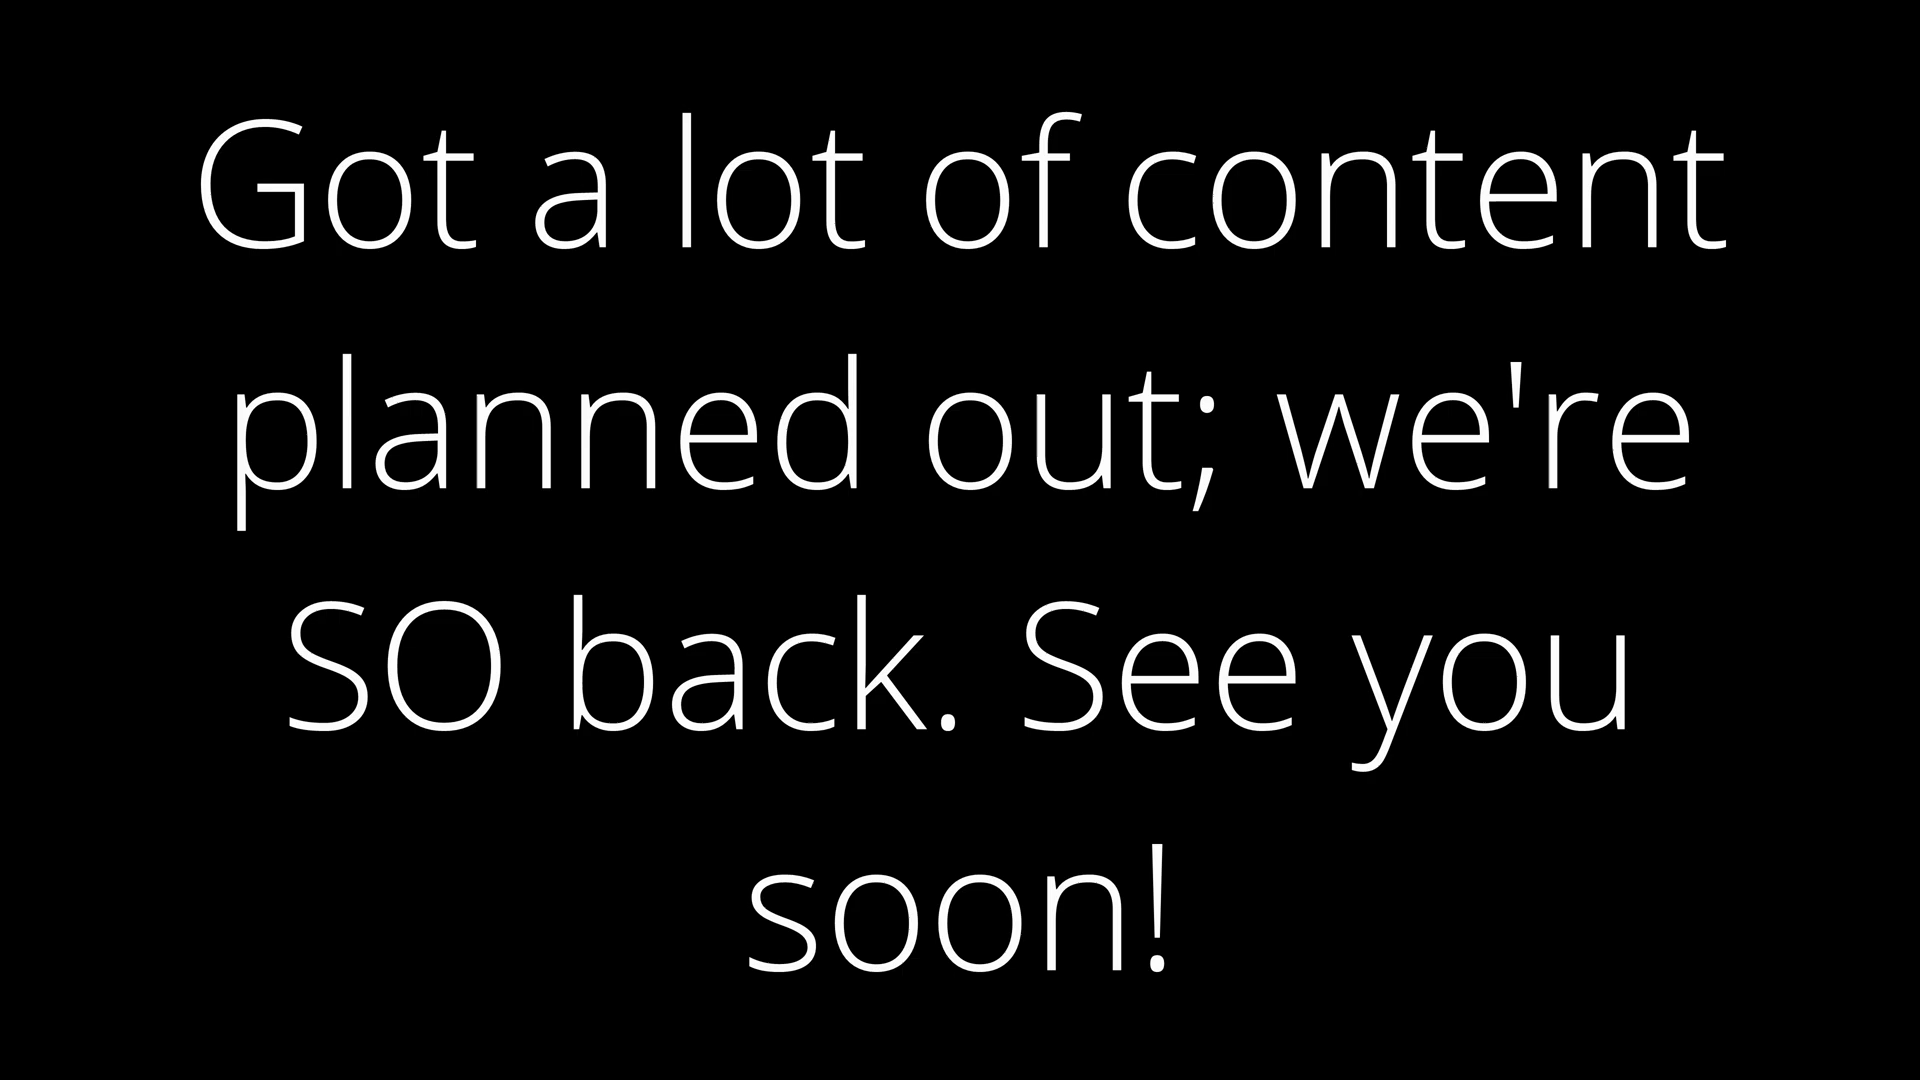 Got a lot of content
planned out; we're
SO back. See you
soon!